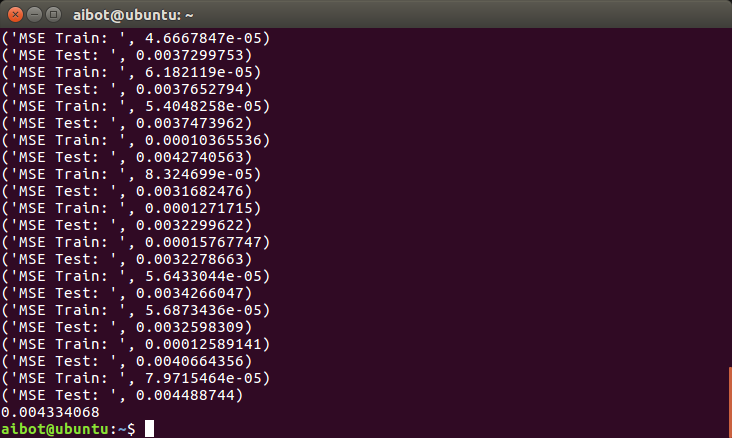 aibot@ubuntu: ~
('MSE Train: ', 4.6667847e-05)
('MSE Test: ', 0.0037299753)
('MSE Train: ', 6.182119e-05)
('MSE Test: ', 0.0037652794)
('MSE Train: ', 5.4048258e-05)
('MSE Test: ', 0.0037473962)
('MSE Train: ', 0.00010365536)
('MSE Test: ', 0.0042740563)
('MSE Train: ', 8.324699e-05)
('MSE Test: ', 0.0031682476)
('MSE Train: ', 0.0001271715)
('MSE Test: ', 0.0032299622)
('MSE Train: ', 0.00015767747)
('MSE Test: ', 0.0032278663)
('MSE Train: ', 5.6433044e-05)
('MSE Test: ', 0.0034266047)
('MSE Train: ', 5.6873436e-05)
('MSE Test: ', 0.0032598309)
('MSE Train: ', 0.00012589141)
('MSE Test: ', 0.0040664356)
('MSE Train: ', 7.9715464e-05)
('MSE Test: ', 0.004488744)
0.004334068
aibot@ubuntu:~$